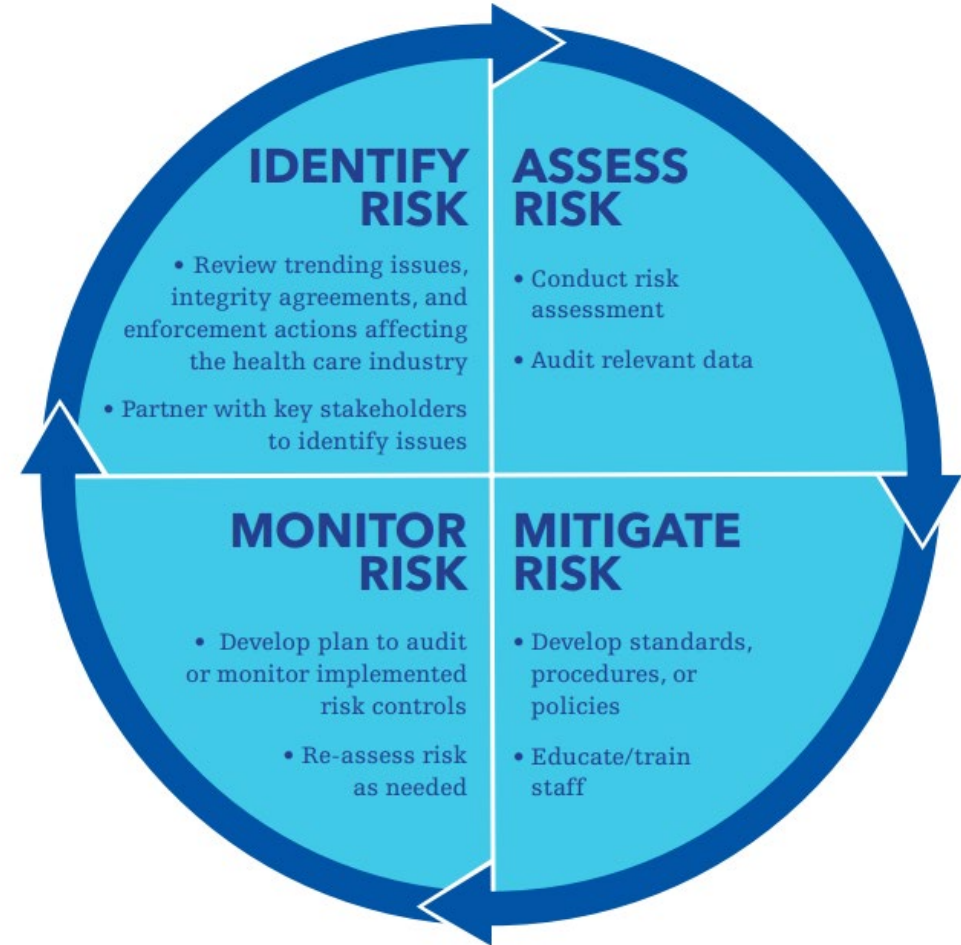 IDENTIFY
RISK
• Review trending issues,
integrity agreements, and
enforcement actions affecting
the health care industry
• Partner with key stakeholders
to identify issues
ASSESS
RISK
• Conduct risk
assessment
• Audit relevant data
MONITOR
RISK
• Develop plan to audit
or monitor implemented
risk controls
• Re-assess risk
as needed
MITIGATE
RISK
• Develop standards,
procedures, or
policies
• Educate/train
staff